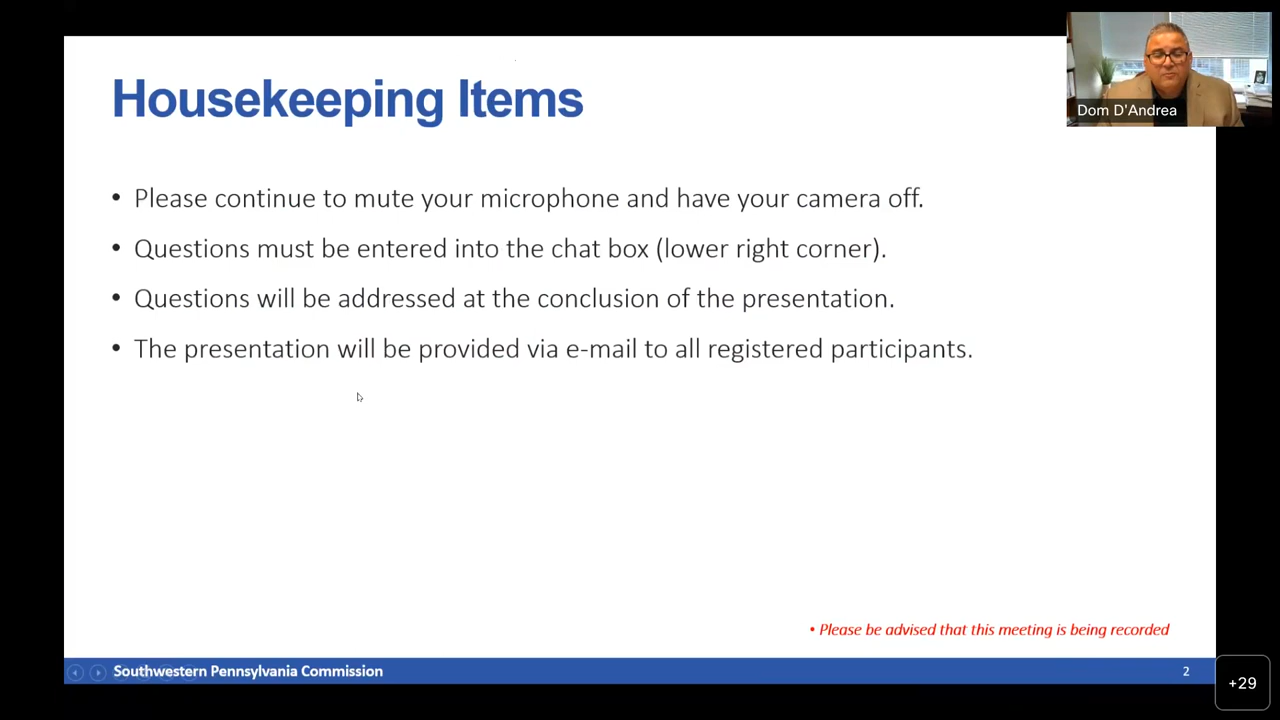 Housekeeping Items
Dom D'Andrea
• Please continue to mute your microphone and have your camera off.
• Questions must be entered into the chat box (lower right corner).
• Questions will be addressed at the conclusion of the presentation.
• The presentation will be provided via e-mail to all registered participants.
• Please be advised that this meeting is being recorded
Southwestern Pennsylvania Commission
2
+29